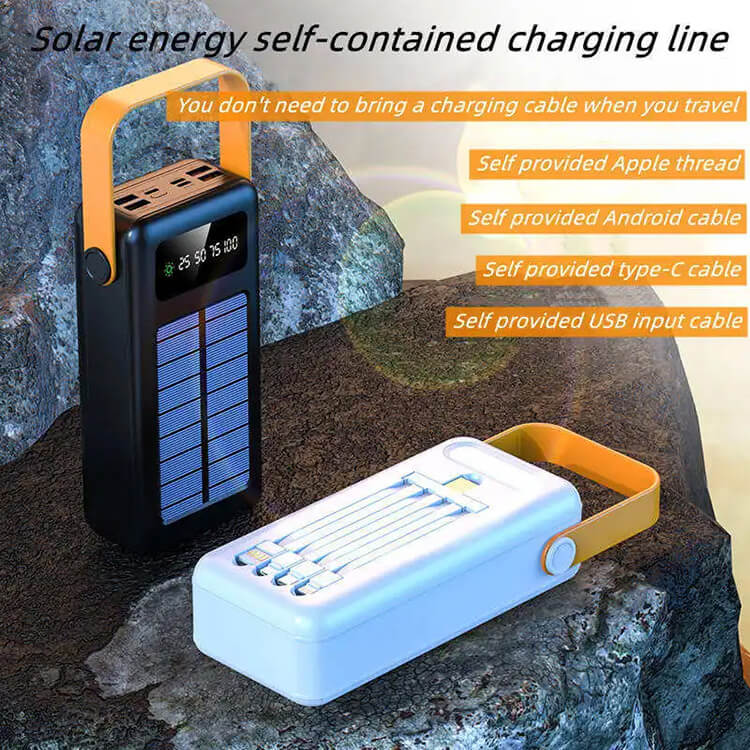 Solar energy self-contained charging line
You don't need to bring a charging cable when you travel
Self provided Apple thread
Self provided Android cable
25 50 75 100
Self provided type-C cable
Self provided USB input cable